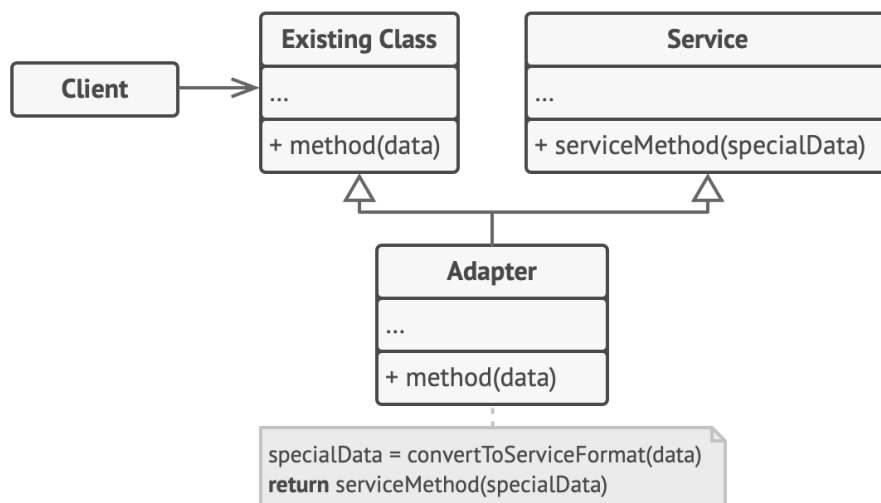 Client
Existing Class
...
+ method(data)
Service
...
+ serviceMethod(specialData)
Adapter
...
+ method(data)
specialData = convertToServiceFormat(data)
return serviceMethod(specialData)